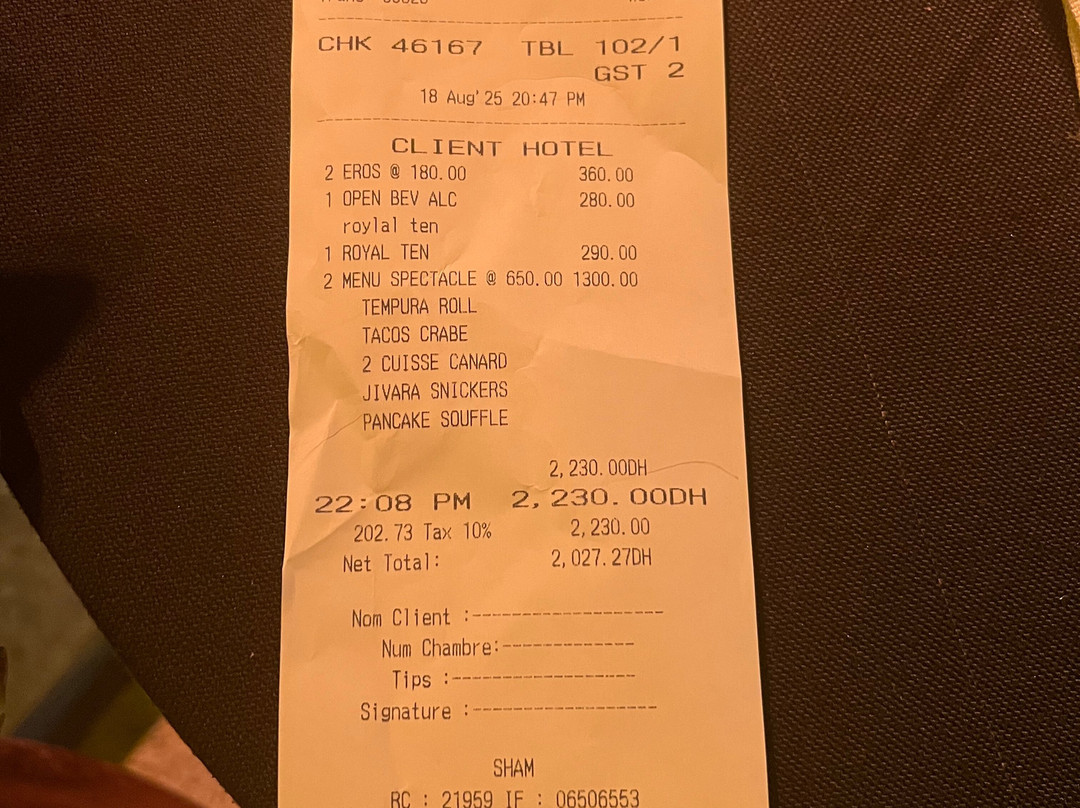 CHK 46167 TBL 102/1
GST 2
18 Aug'25 20:47 PM
CLIENT HOTEL
2 EROS @ 180.00 360.00
1 OPEN BEV ALC 280.00
roylal ten
1 ROYAL TEN 290.00
2 MENU SPECTACLE @ 650.00 1300.00
TEMPURA ROLL
TACOS CRABE
2 CUISSE CANARD
JIVARA SNICKERS
PANCAKE SOUFFLE
2,230.00DH
22:08 PM 2,230.00DH
202.73 Tax 10% 2,230.00
Net Total: 2,027.27DH
Nom Client :-------------------
Num Chambre:-------------
Tips :------------------
Signature :------------------
SHAM
RC : 21959 IF : 06506553